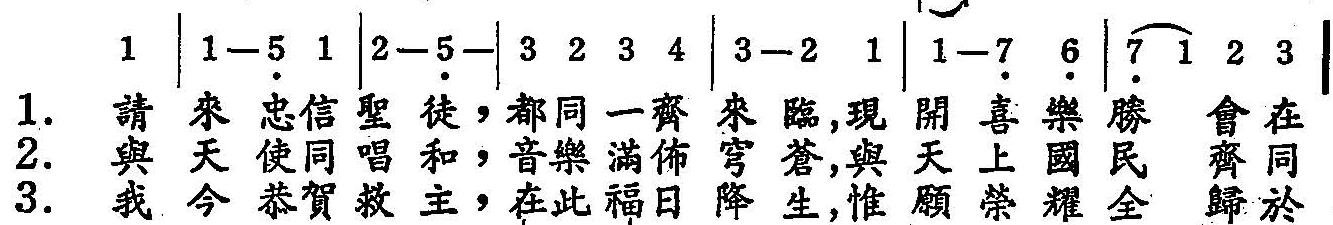 1 | 1—5̣ 1 | 2—5̣— | 3 2 3 4 | 3—2 1 | 1—7̣ 6̣ | 7̣ 1 2 3
1. 請來忠信聖徒，都同一齊來臨,現開喜樂勝會在
2. 與天使同唱和，音樂滿佈穹蒼,與天上國民齊同
3. 我今恭賀救主，在此福日降生,惟願榮耀全歸於